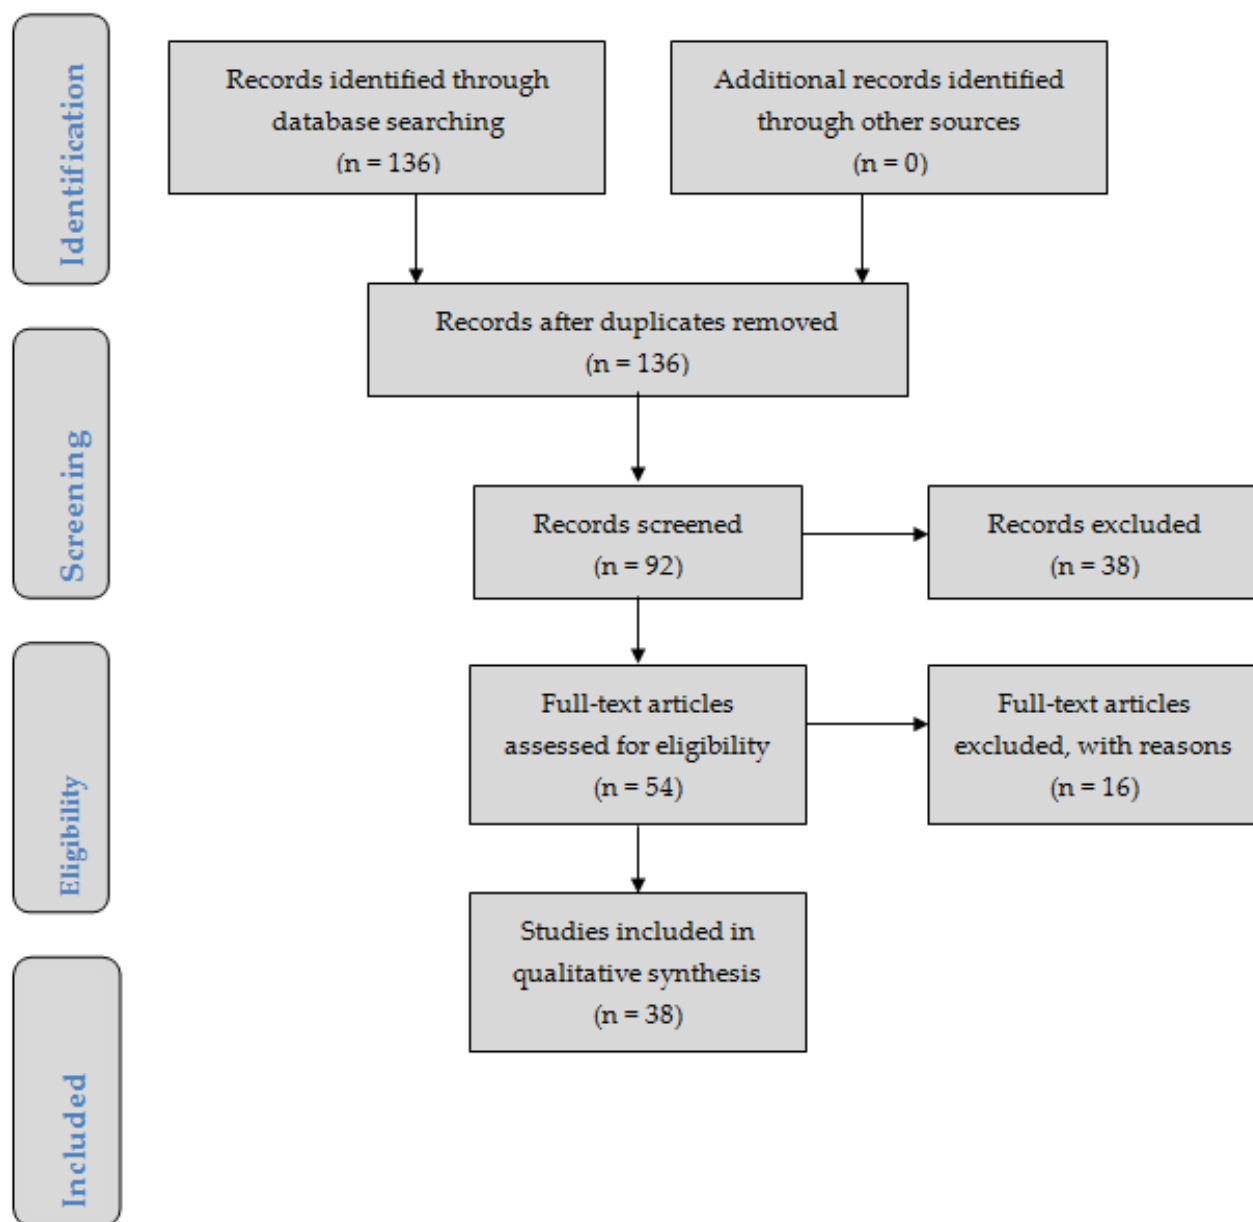 Identification
Records identified through
database searching
(n = 136)
Additional records identified
through other sources
(n = 0)
Records after duplicates removed
(n = 136)
Screening
Records screened
(n = 92)
Records excluded
(n = 38)
Eligibility
Full-text articles
assessed for eligibility
(n = 54)
Full-text articles
excluded, with reasons
(n = 16)
Included
Studies included in
qualitative synthesis
(n = 38)